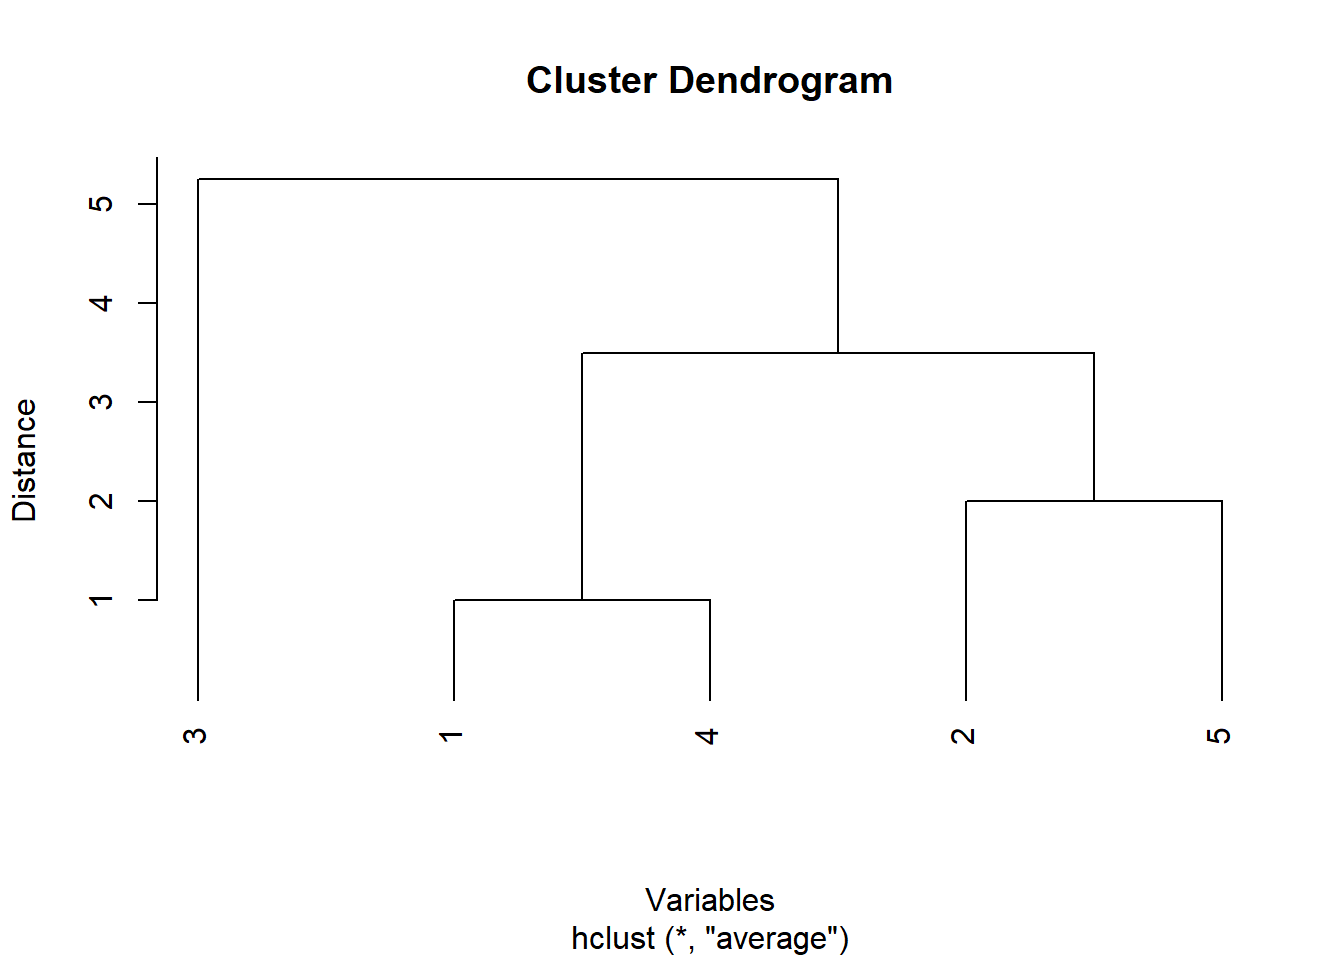 Cluster Dendrogram
5
4
3
2
1
Distance
3 1 4 2 5
Variables
hclust (*, "average")